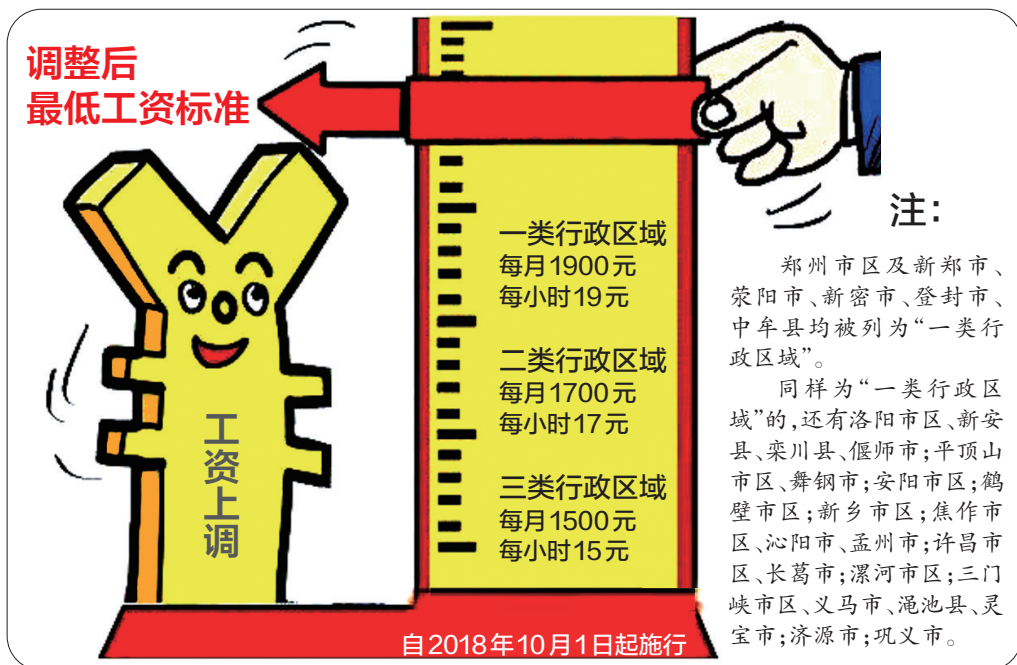 调整后
最低工资标准
一类行政区域
每月1900元
每小时19元
二类行政区域
每月1700元
每小时17元
三类行政区域
每月1500元
每小时15元
工资上调
自2018年10月1日起施行
注：
郑州市区及新郑市、
荥阳市、新密市、登封市、
中牟县均被列为“一类行
政区域”。
同样为“一类行政区
域”的,还有洛阳市区、新安
县、栾川县、偃师市;平顶山
市区、舞钢市;安阳市区;鹤
壁市区;新乡市区;焦作市
区、沁阳市、孟州市;许昌市
区、长葛市;漯河市区;三门
峡市区、义马市、渑池县、灵
宝市;济源市;巩义市。